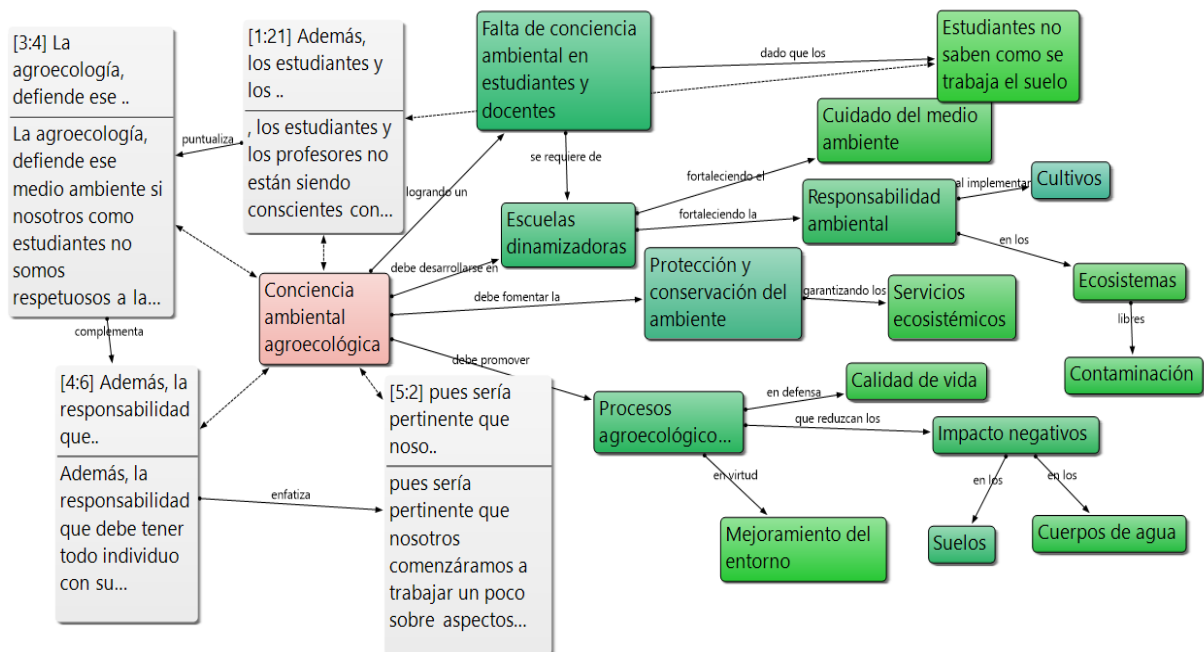 [3:4] La
agroecología,
defiende ese ..
La agroecología,
defiende ese
medio ambiente si
nosotros como
estudiantes no
somos
respetuosos a la...
puntualiza
[1:21] Además,
los estudiantes y
los ..
, los estudiantes y
los profesores no
están siendo
conscientes con...
logrando un
Falta de conciencia
ambiental en
estudiantes y
docentes
dado que los
Estudiantes no
saben como se
trabaja el suelo
se requiere de
Cuidado del medio
ambiente
fortaleciendo el
Escuelas
dinamizadoras
fortaleciendo la
Responsabilidad
ambiental
al implementar
Cultivos
en los
Ecosistemas
libres
Contaminación
debe desarrollarse en
Conciencia
ambiental
agroecológica
debe fomentar la
Protección y
conservación del
ambiente
garantizando los
Servicios
ecosistémicos
debe promover
complementa
[4:6] Además, la
responsabilidad
que..
Además, la
responsabilidad
que debe tener
todo individuo
con su...
enfatiza
[5:2] pues sería
pertinente que
noso..
pues sería
pertinente que
nosotros
comenzáramos a
trabajar un poco
sobre aspectos...
Procesos
agroecológico...
en defensa
Calidad de vida
que reduzcan los
Impacto negativos
en virtud
Mejoramiento del
entorno
en los
Suelos
en los
Cuerpos de agua